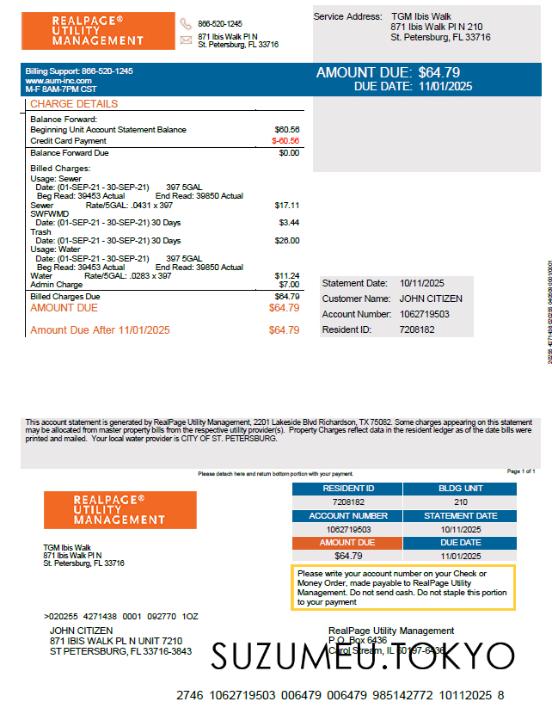 REALPAGE®
UTILITY
MANAGEMENT
866-520-1245
871 Ibis Walk Pl N
St. Petersburg, FL 33716
Service Address: TGM Ibis Walk
871 Ibis Walk Pl N 210
St. Petersburg, FL 33716
Billing Support: 866-520-1245
www.aum-inc.com
M-F 8AM-7PM CST
AMOUNT DUE: $64.79
DUE DATE: 11/01/2025
CHARGE DETAILS
Balance Forward:
Beginning Unit Account Statement Balance $60.56
Credit Card Payment $-60.56
Balance Forward Due $0.00
Billed Charges:
Usage: Sewer
Date: (01-SEP-21 - 30-SEP-21) 397 5GAL
Beg Read: 39453 Actual End Read: 39850 Actual
Sewer Rate/5GAL: .0431 x 397 $17.11
SWFWMD
Date: (01-SEP-21 - 30-SEP-21) 30 Days $3.44
Trash
Date: (01-SEP-21 - 30-SEP-21) 30 Days $26.00
Usage: Water
Date: (01-SEP-21 - 30-SEP-21) 397 5GAL
Beg Read: 39453 Actual End Read: 39850 Actual
Water Rate/5GAL: .0283 x 397 $11.24
Admin Charge $7.00
Billed Charges Due $64.79
AMOUNT DUE $64.79
Amount Due After 11/01/2025 $64.79
Statement Date: 10/11/2025
Customer Name: JOHN CITIZEN
Account Number: 1062719503
Resident ID: 7208182
This account statement is generated by RealPage Utility Management, 2201 Lakeside Blvd Richardson, TX 75082. Some charges appearing on this statement
may be allocated from master property bills from the respective utility provider(s). Property Charges reflect data in the resident ledger as of the date bills were
printed and mailed. Your local water provider is CITY OF ST. PETERSBURG.
Please detach here and return bottom portion with your payment.
Page 1 of 1
REALPAGE®
UTILITY
MANAGEMENT
TGM Ibis Walk
871 Ibis Walk Pl N
St. Petersburg, FL 33716
RESIDENT ID BLDG UNIT
7208182 210
ACCOUNT NUMBER STATEMENT DATE
1062719503 10/11/2025
AMOUNT DUE DUE DATE
$64.79 11/01/2025
Please write your account number on your Check or
Money Order, made payable to RealPage Utility
Management. Do not send cash. Do not staple this portion
to your payment
>020255 4271438 0001 092770 1OZ
JOHN CITIZEN
871 IBIS WALK PL N UNIT 7210
ST PETERSBURG, FL 33716-3843
RealPage Utility Management
P.O. Box 6436
Carol Stream, IL 60197-6436
SUZUMEU.TOKYO
2746 1062719503 006479 006479 985142772 10112025 8